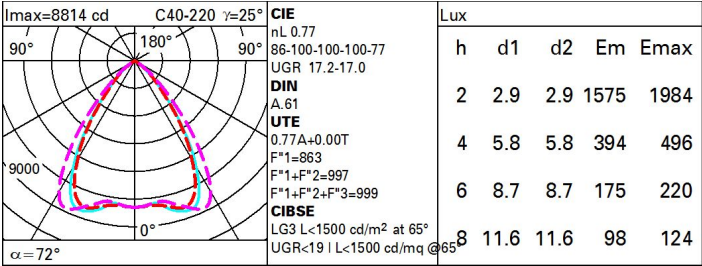 Imax=8814 cd C40-220 γ=25°
90° 180° 90°
9000
0°
α=72°
CIE
nL 0.77
86-100-100-100-77
UGR 17.2-17.0
DIN
A.61
UTE
0.77A+0.00T
F"1=863
F"1+F"2=997
F"1+F"2+F"3=999
CIBSE
LG3 L<1500 cd/m² at 65°
UGR<19 | L<1500 cd/mq @65°
Lux
h d1 d2 Em Emax
2 2.9 2.9 1575 1984
4 5.8 5.8 394 496
6 8.7 8.7 175 220
8 11.6 11.6 98 124